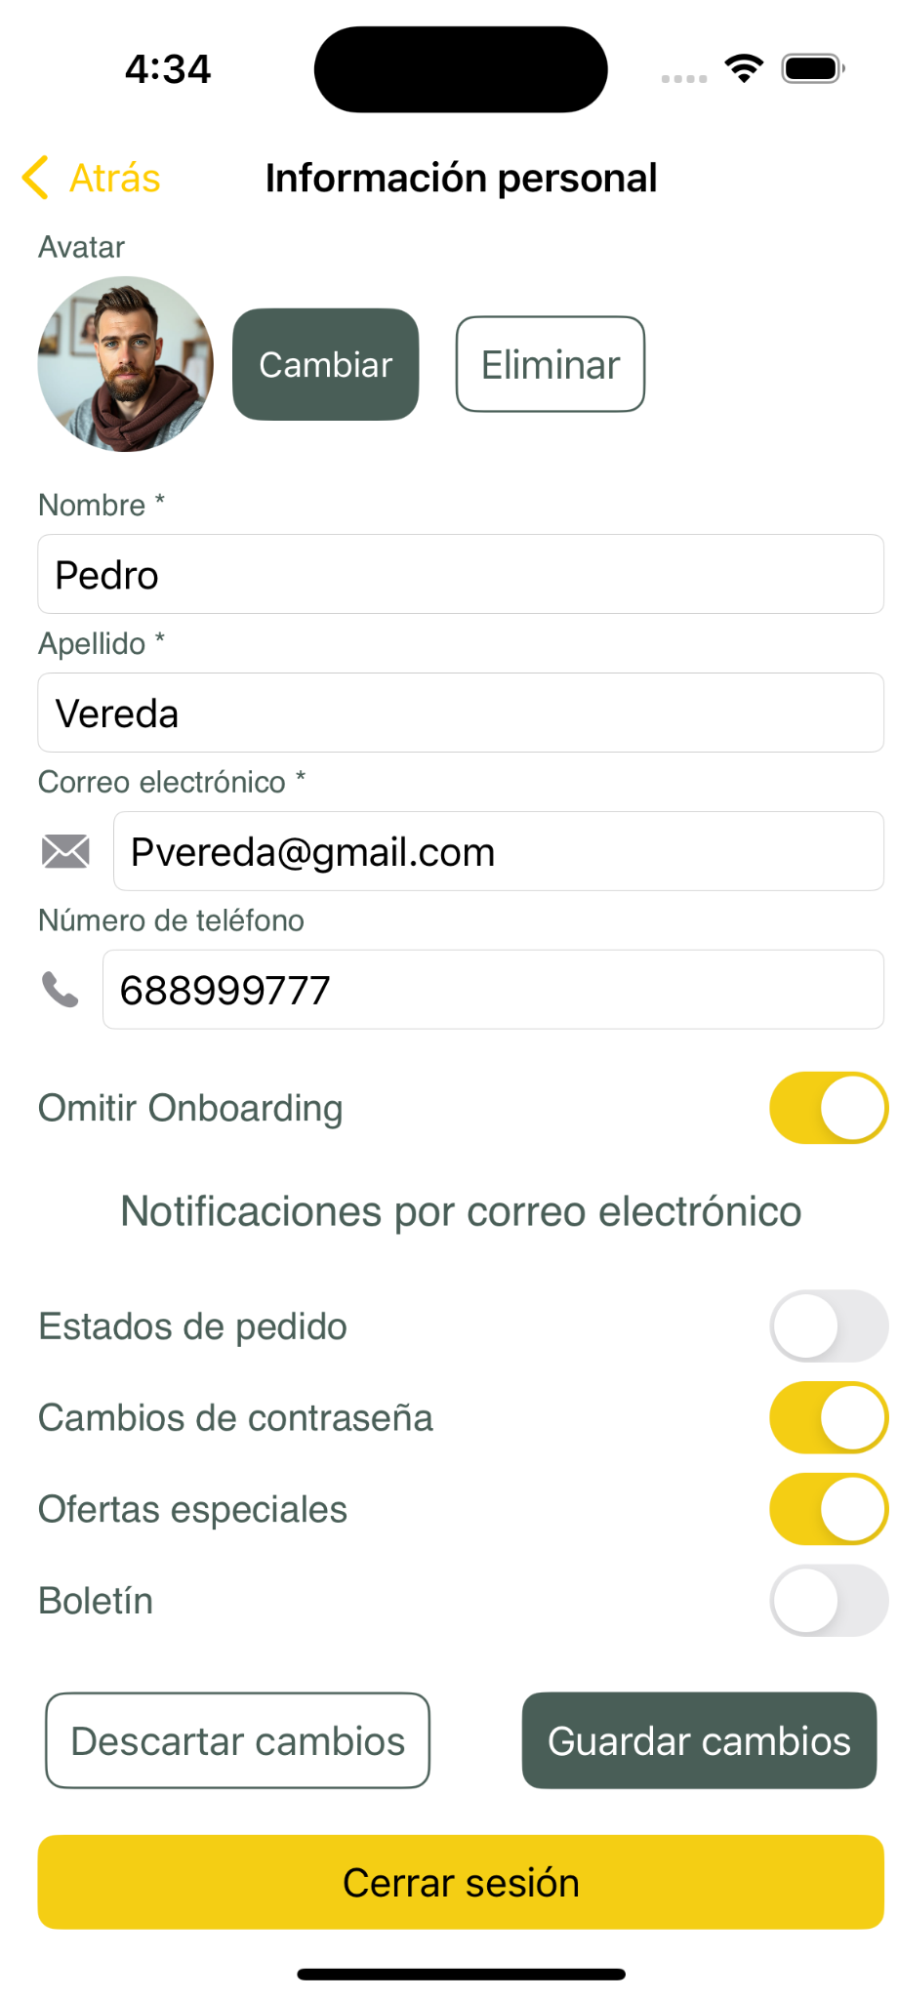 4:34
Atrás
Información personal
Avatar
Cambiar
Eliminar
Nombre *
Pedro
Apellido *
Vereda
Correo electrónico *
Pvereda@gmail.com
Número de teléfono
688999777
Omitir Onboarding
Notificaciones por correo electrónico
Estados de pedido
Cambios de contraseña
Ofertas especiales
Boletín
Descartar cambios
Guardar cambios
Cerrar sesión